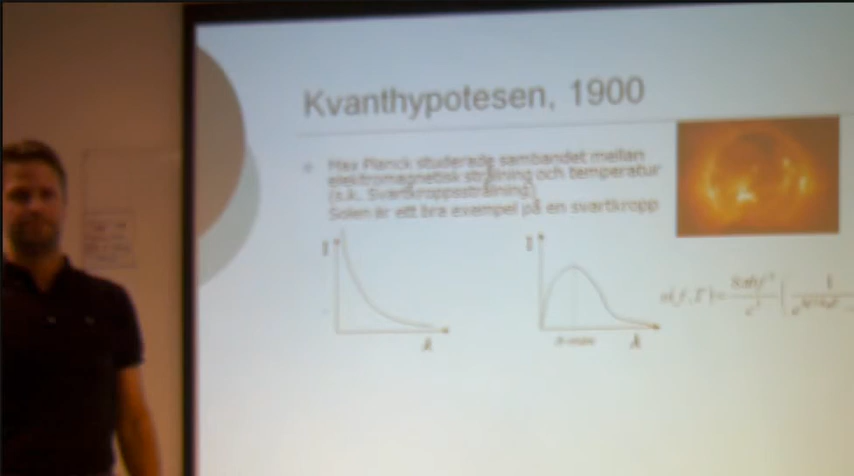 Kvanthypotesen, 1900
Max Planck studerade sambandet mellan
elektromagnetisk strålning och temperatur
(s.k. Svartkroppsstrålning)
Solen är ett bra exempel på en svartkropp
I
I
λ
λ